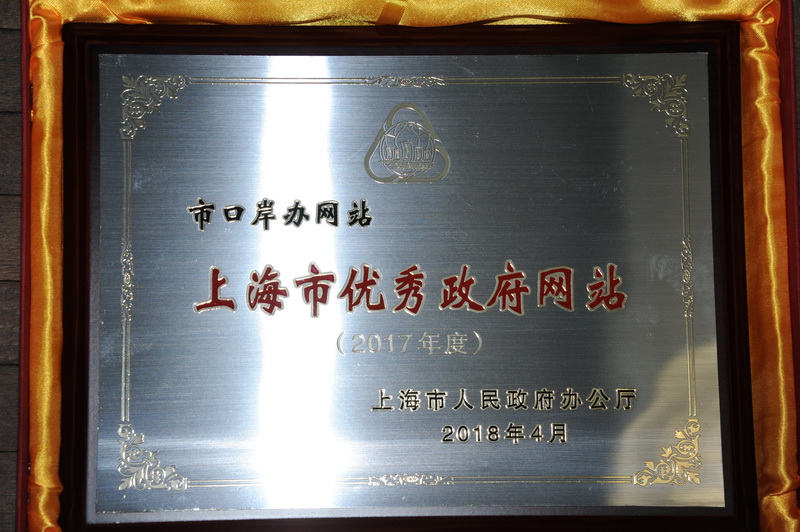 市口岸办网站
上海市优秀政府网站
（2017年度）
上海市人民政府办公厅
2018年4月